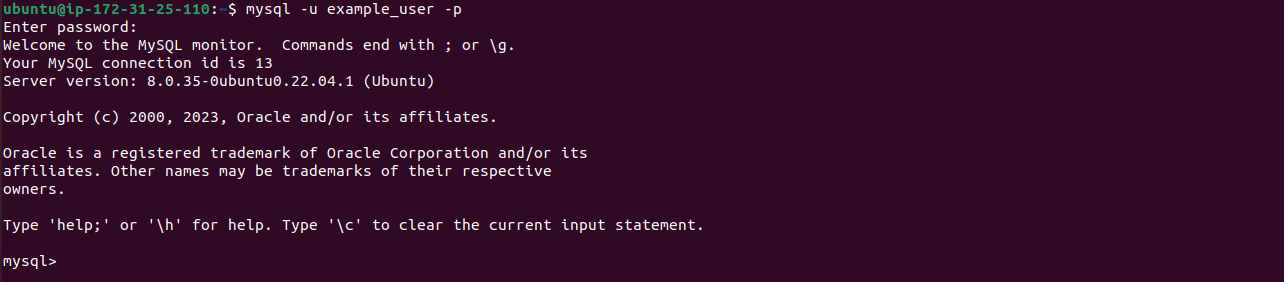 ubuntu@ip-172-31-25-110:~$ mysql -u example_user -p
Enter password:
Welcome to the MySQL monitor.  Commands end with ; or \g.
Your MySQL connection id is 13
Server version: 8.0.35-0ubuntu0.22.04.1 (Ubuntu)
Copyright (c) 2000, 2023, Oracle and/or its affiliates.
Oracle is a registered trademark of Oracle Corporation and/or its
affiliates. Other names may be trademarks of their respective
owners.
Type 'help;' or '\h' for help. Type '\c' to clear the current input statement.
mysql>